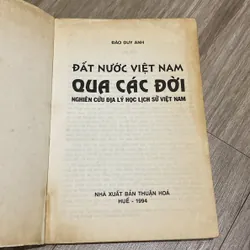 ĐÀO DUY ANH
ĐẤT NƯỚC VIỆT NAM
QUA CÁC ĐỜI
NGHIÊN CỨU ĐỊA LÝ HỌC LỊCH SỬ VIỆT NAM
NHÀ XUẤT BẢN THUẬN HOÁ
HUẾ - 1994